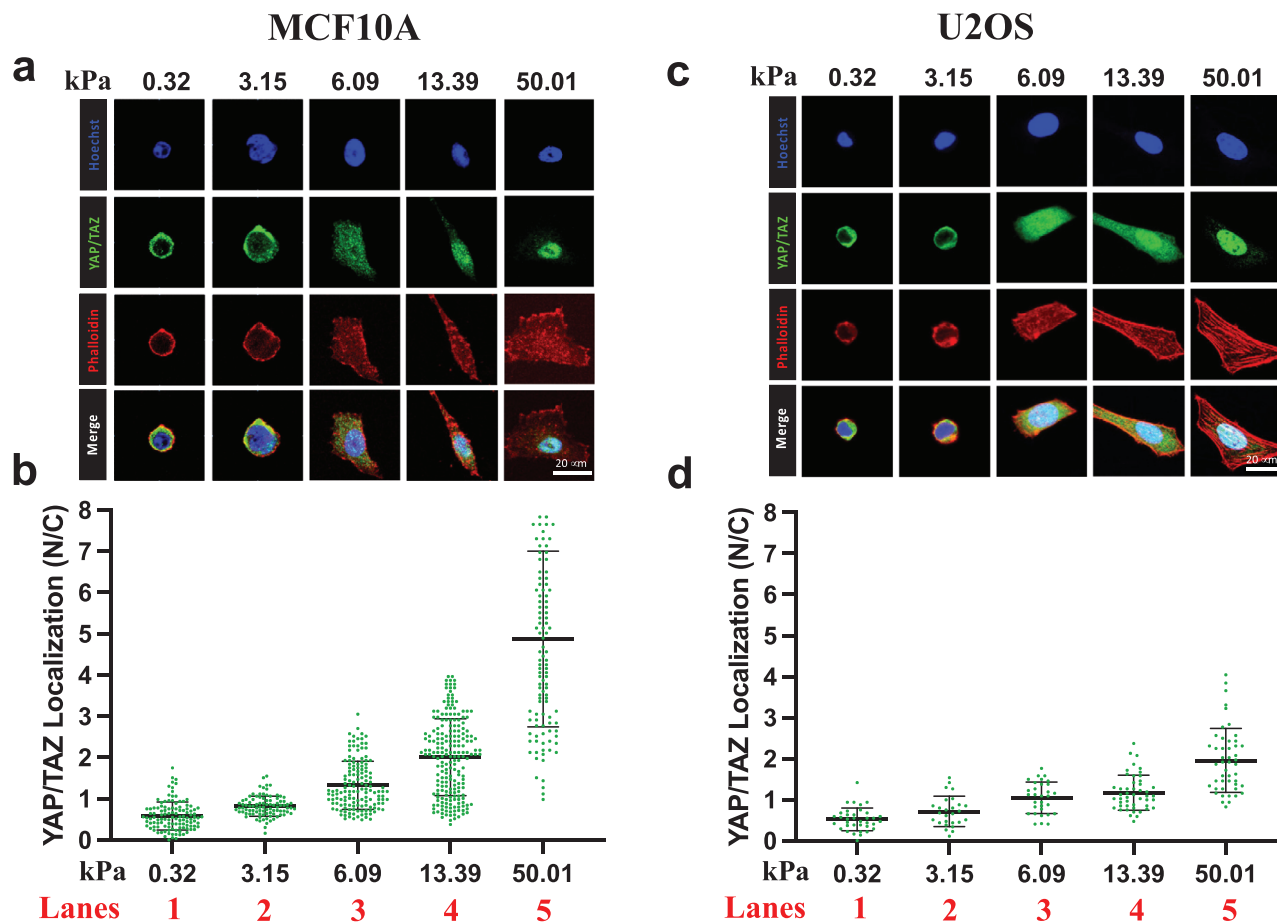 MCF10A
a
kPa 0.32 3.15 6.09 13.39 50.01
Hoechst
YAP/TAZ
Phalloidin
Merge
20 ∝m
b
YAP/TAZ Localization (N/C)
8
7
6
5
4
3
2
1
0
kPa 0.32 3.15 6.09 13.39 50.01
Lanes 1 2 3 4 5
U2OS
c
kPa 0.32 3.15 6.09 13.39 50.01
Hoechst
YAP/TAZ
Phalloidin
Merge
20 ∝m
d
YAP/TAZ Localization (N/C)
8
7
6
5
4
3
2
1
0
kPa 0.32 3.15 6.09 13.39 50.01
Lanes 1 2 3 4 5